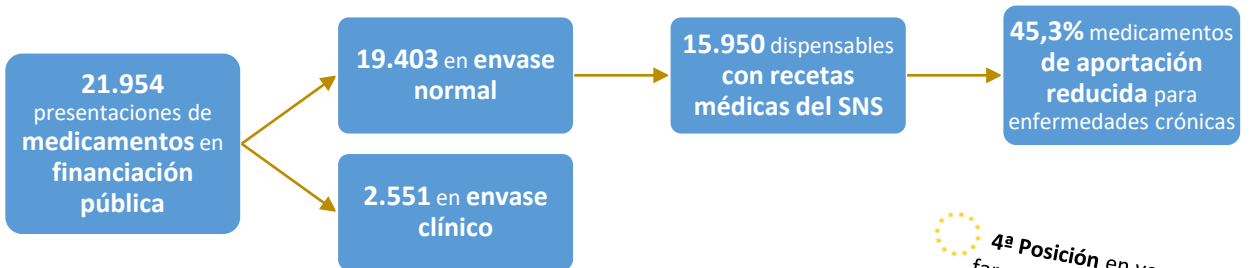 21.954
presentaciones de
medicamentos en
financiación
pública
19.403 en envase
normal
2.551 en envase
clínico
15.950 dispensables
con recetas
médicas del SNS
45,3% medicamentos
de aportación
reducida para
enfermedades crónicas
4ª Posición en